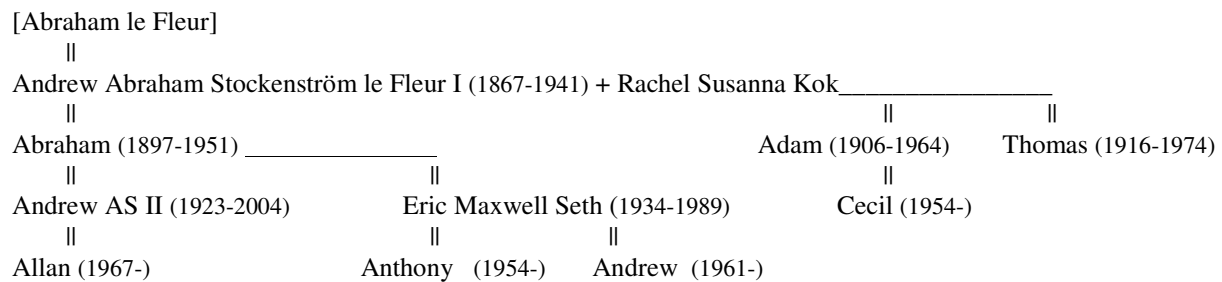 [Abraham le Fleur]
||
Andrew Abraham Stockenström le Fleur I (1867-1941) + Rachel Susanna Kok________________
|| || ||
Abraham (1897-1951) _______________ Adam (1906-1964) Thomas (1916-1974)
|| || ||
Andrew AS II (1923-2004) Eric Maxwell Seth (1934-1989) Cecil (1954-)
|| || ||
Allan (1967-) Anthony (1954-) Andrew (1961-)